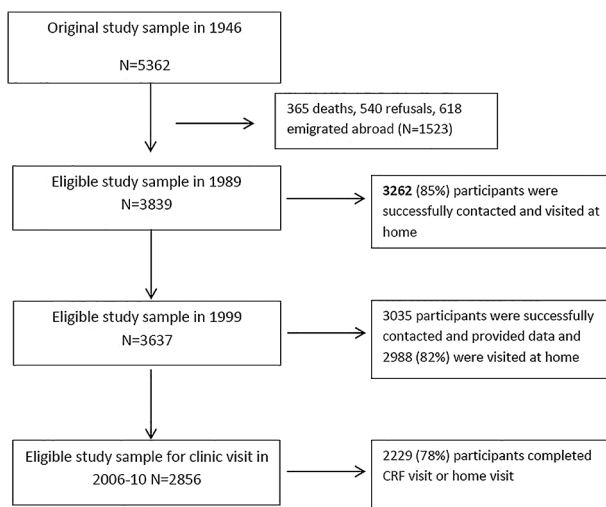 Original study sample in 1946
N=5362
365 deaths, 540 refusals, 618
emigrated abroad (N=1523)
Eligible study sample in 1989
N=3839
3262 (85%) participants were
successfully contacted and visited at
home
Eligible study sample in 1999
N=3637
3035 participants were successfully
contacted and provided data and
2988 (82%) were visited at home
Eligible study sample for clinic visit in
2006-10 N=2856
2229 (78%) participants completed
CRF visit or home visit